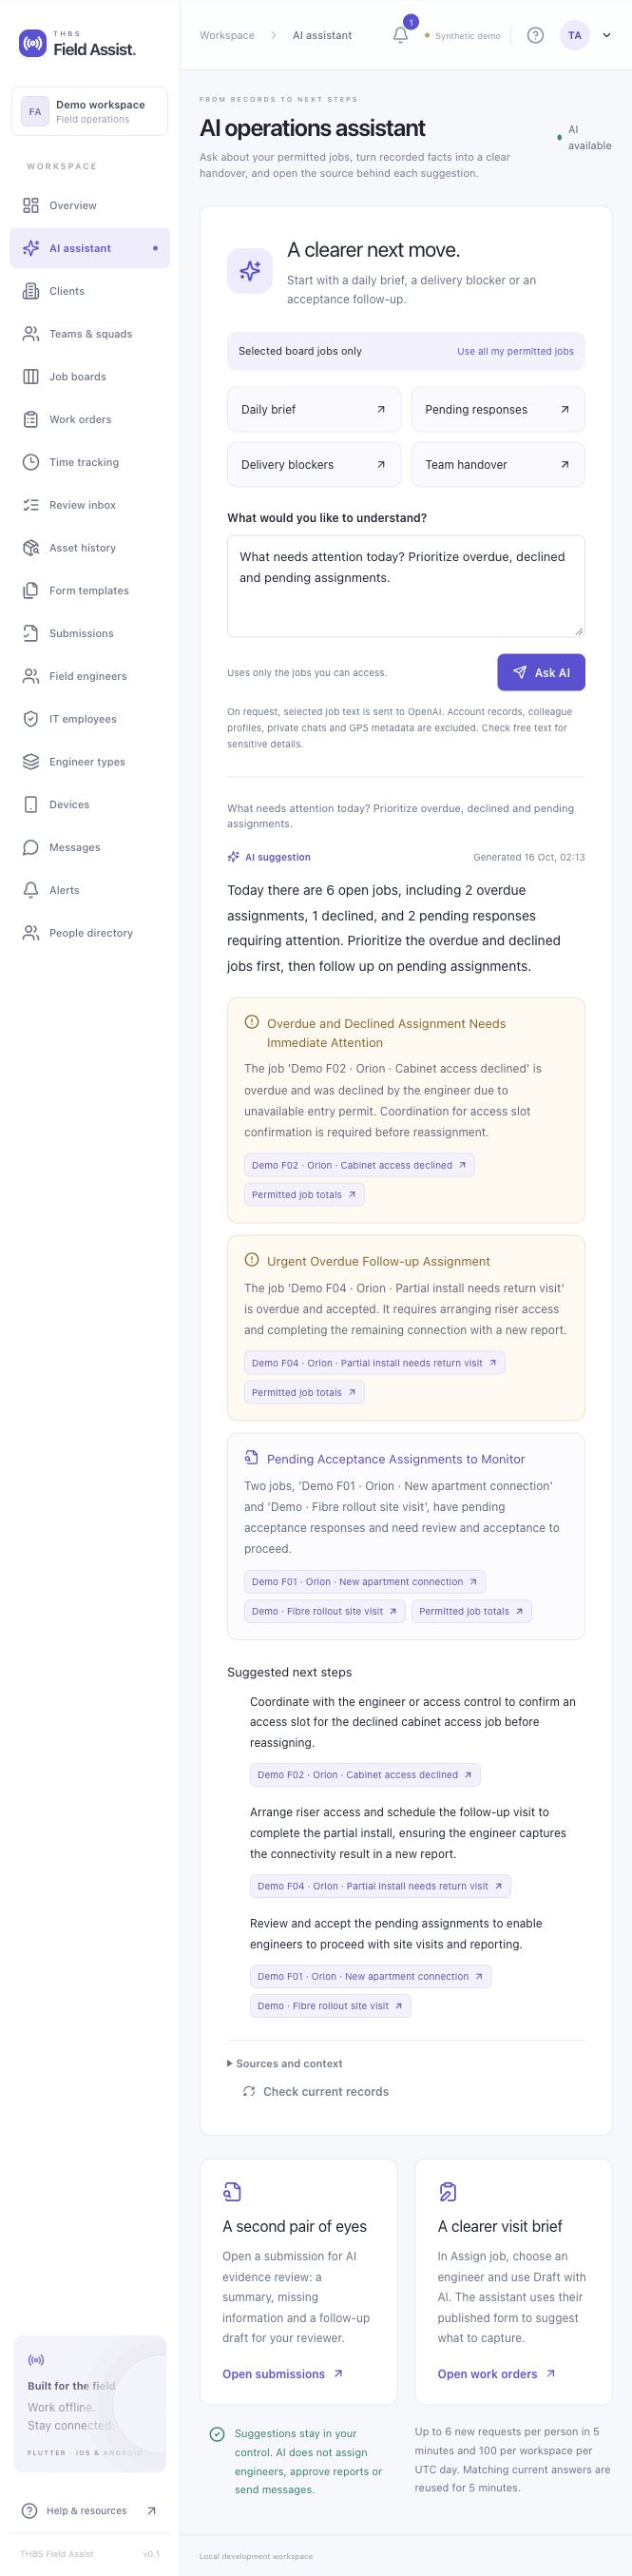 THBS
Field Assist.
FA
Demo workspace
Field operations
WORKSPACE
Overview
AI assistant
Clients
Teams & squads
Job boards
Work orders
Time tracking
Review inbox
Asset history
Form templates
Submissions
Field engineers
IT employees
Engineer types
Devices
Messages
Alerts
People directory
Built for the field
Work offline.
Stay connected.
FLUTTER · IOS & ANDROID
Help & resources
THBS Field Assist
v0.1
Workspace
AI assistant
1
Synthetic demo
TA
FROM RECORDS TO NEXT STEPS
AI operations assistant
Ask about your permitted jobs, turn recorded facts into a clear
handover, and open the source behind each suggestion.
AI
available
A clearer next move.
Start with a daily brief, a delivery blocker or an
acceptance follow-up.
Selected board jobs only
Use all my permitted jobs
Daily brief
Pending responses
Delivery blockers
Team handover
What would you like to understand?
What needs attention today? Prioritize overdue, declined
and pending assignments.
Uses only the jobs you can access.
Ask AI
On request, selected job text is sent to OpenAI. Account records, colleague
profiles, private chats and GPS metadata are excluded. Check free text for
sensitive details.
What needs attention today? Prioritize overdue, declined and pending
assignments.
AI suggestion
Generated 16 Oct, 02:13
Today there are 6 open jobs, including 2 overdue
assignments, 1 declined, and 2 pending responses
requiring attention. Prioritize the overdue and declined
jobs first, then follow up on pending assignments.
Overdue and Declined Assignment Needs
Immediate Attention
The job 'Demo F02 · Orion · Cabinet access declined' is
overdue and was declined by the engineer due to
unavailable entry permit. Coordination for access slot
confirmation is required before reassignment.
Demo F02 · Orion · Cabinet access declined
Permitted job totals
Urgent Overdue Follow-up Assignment
The job 'Demo F04 · Orion · Partial install needs return visit'
is overdue and accepted. It requires arranging riser access
and completing the remaining connection with a new report.
Demo F04 · Orion · Partial install needs return visit
Permitted job totals
Pending Acceptance Assignments to Monitor
Two jobs, 'Demo F01 · Orion · New apartment connection'
and 'Demo · Fibre rollout site visit', have pending
acceptance responses and need review and acceptance to
proceed.
Demo F01 · Orion · New apartment connection
Demo · Fibre rollout site visit
Permitted job totals
Suggested next steps
Coordinate with the engineer or access control to confirm an
access slot for the declined cabinet access job before
reassigning.
Demo F02 · Orion · Cabinet access declined
Arrange riser access and schedule the follow-up visit to
complete the partial install, ensuring the engineer captures
the connectivity result in a new report.
Demo F04 · Orion · Partial install needs return visit
Review and accept the pending assignments to enable
engineers to proceed with site visits and reporting.
Demo F01 · Orion · New apartment connection
Demo · Fibre rollout site visit
Sources and context
Check current records
A second pair of eyes
Open a submission for AI
evidence review: a
summary, missing
information and a follow-up
draft for your reviewer.
Open submissions
A clearer visit brief
In Assign job, choose an
engineer and use Draft with
AI. The assistant uses their
published form to suggest
what to capture.
Open work orders
Suggestions stay in your
control. AI does not assign
engineers, approve reports or
send messages.
Up to 6 new requests per person in 5
minutes and 100 per workspace per
UTC day. Matching current answers are
reused for 5 minutes.
Local development workspace